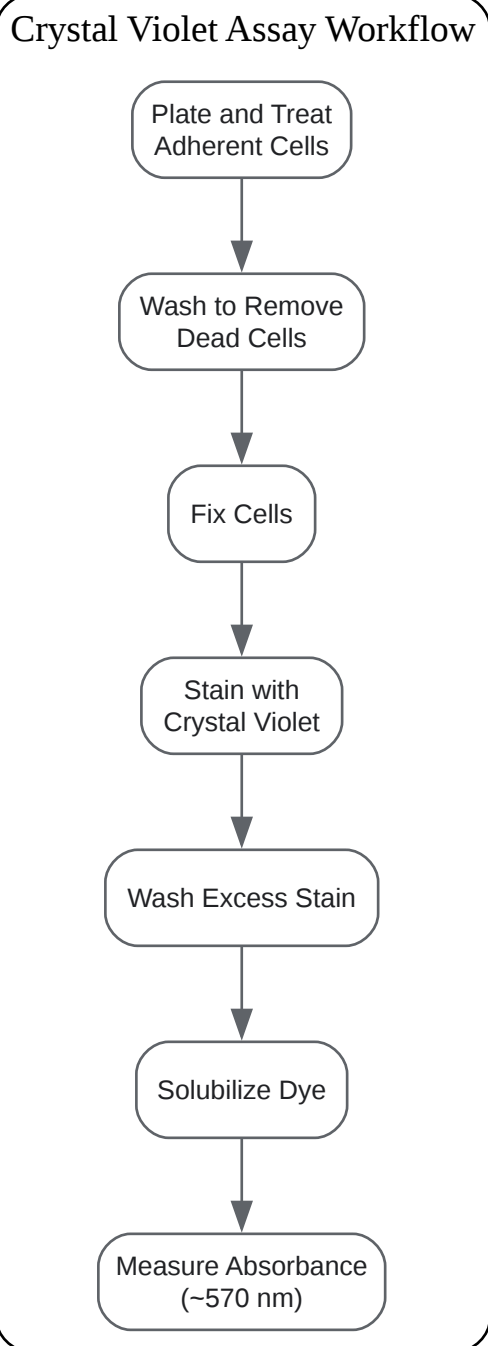 Crystal Violet Assay Workflow
Plate and Treat
Adherent Cells
Wash to Remove
Dead Cells
Fix Cells
Stain with
Crystal Violet
Wash Excess Stain
Solubilize Dye
Measure Absorbance
(~570 nm)